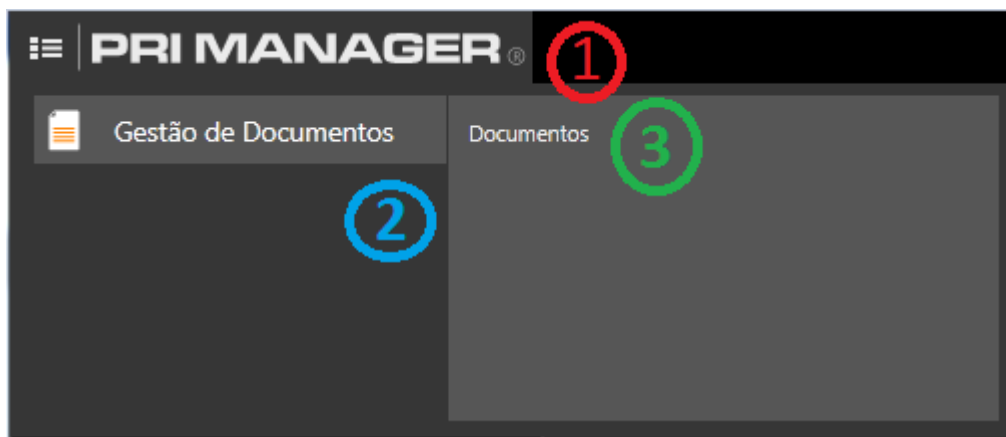 PRI MANAGER ®
1
Gestão de Documentos
Documentos
3
2